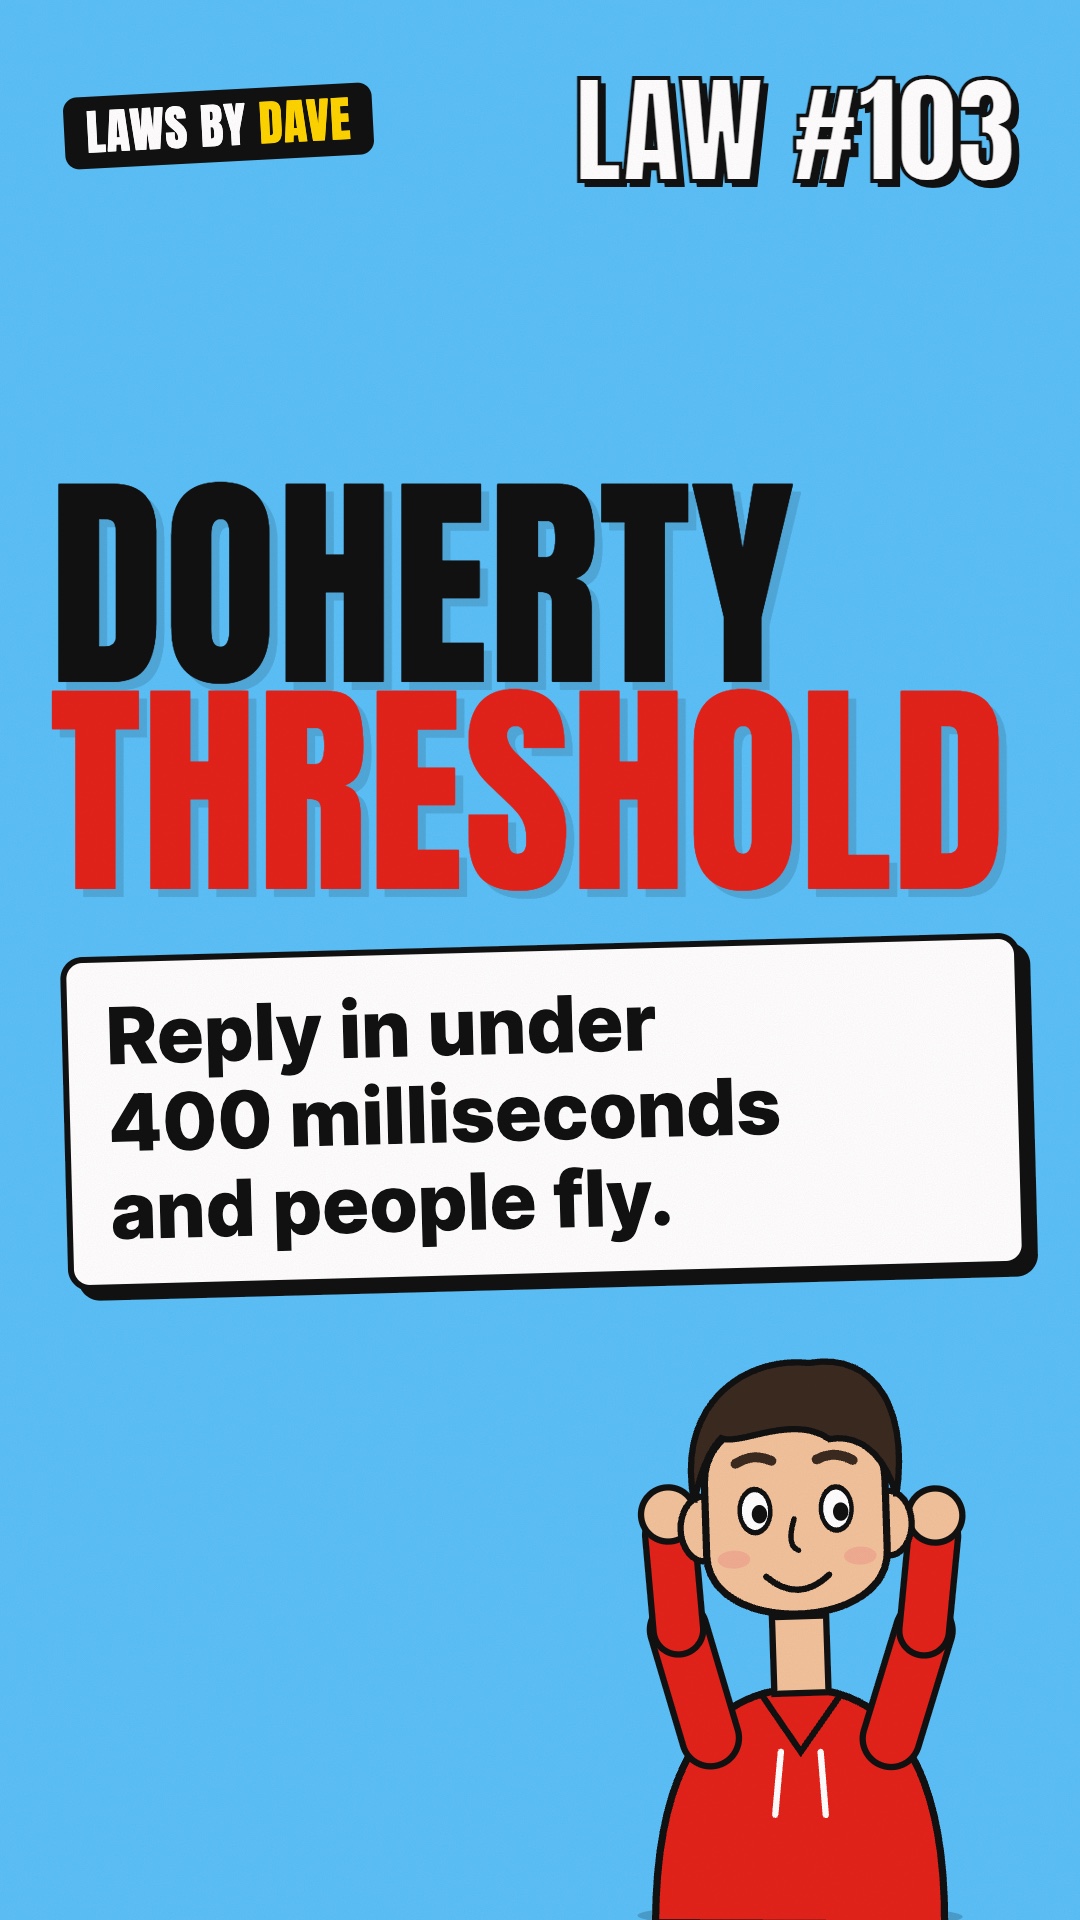 LAWS BY DAVE
LAW #103
DOHERTY
THRESHOLD
Reply in under
400 milliseconds
and people fly.